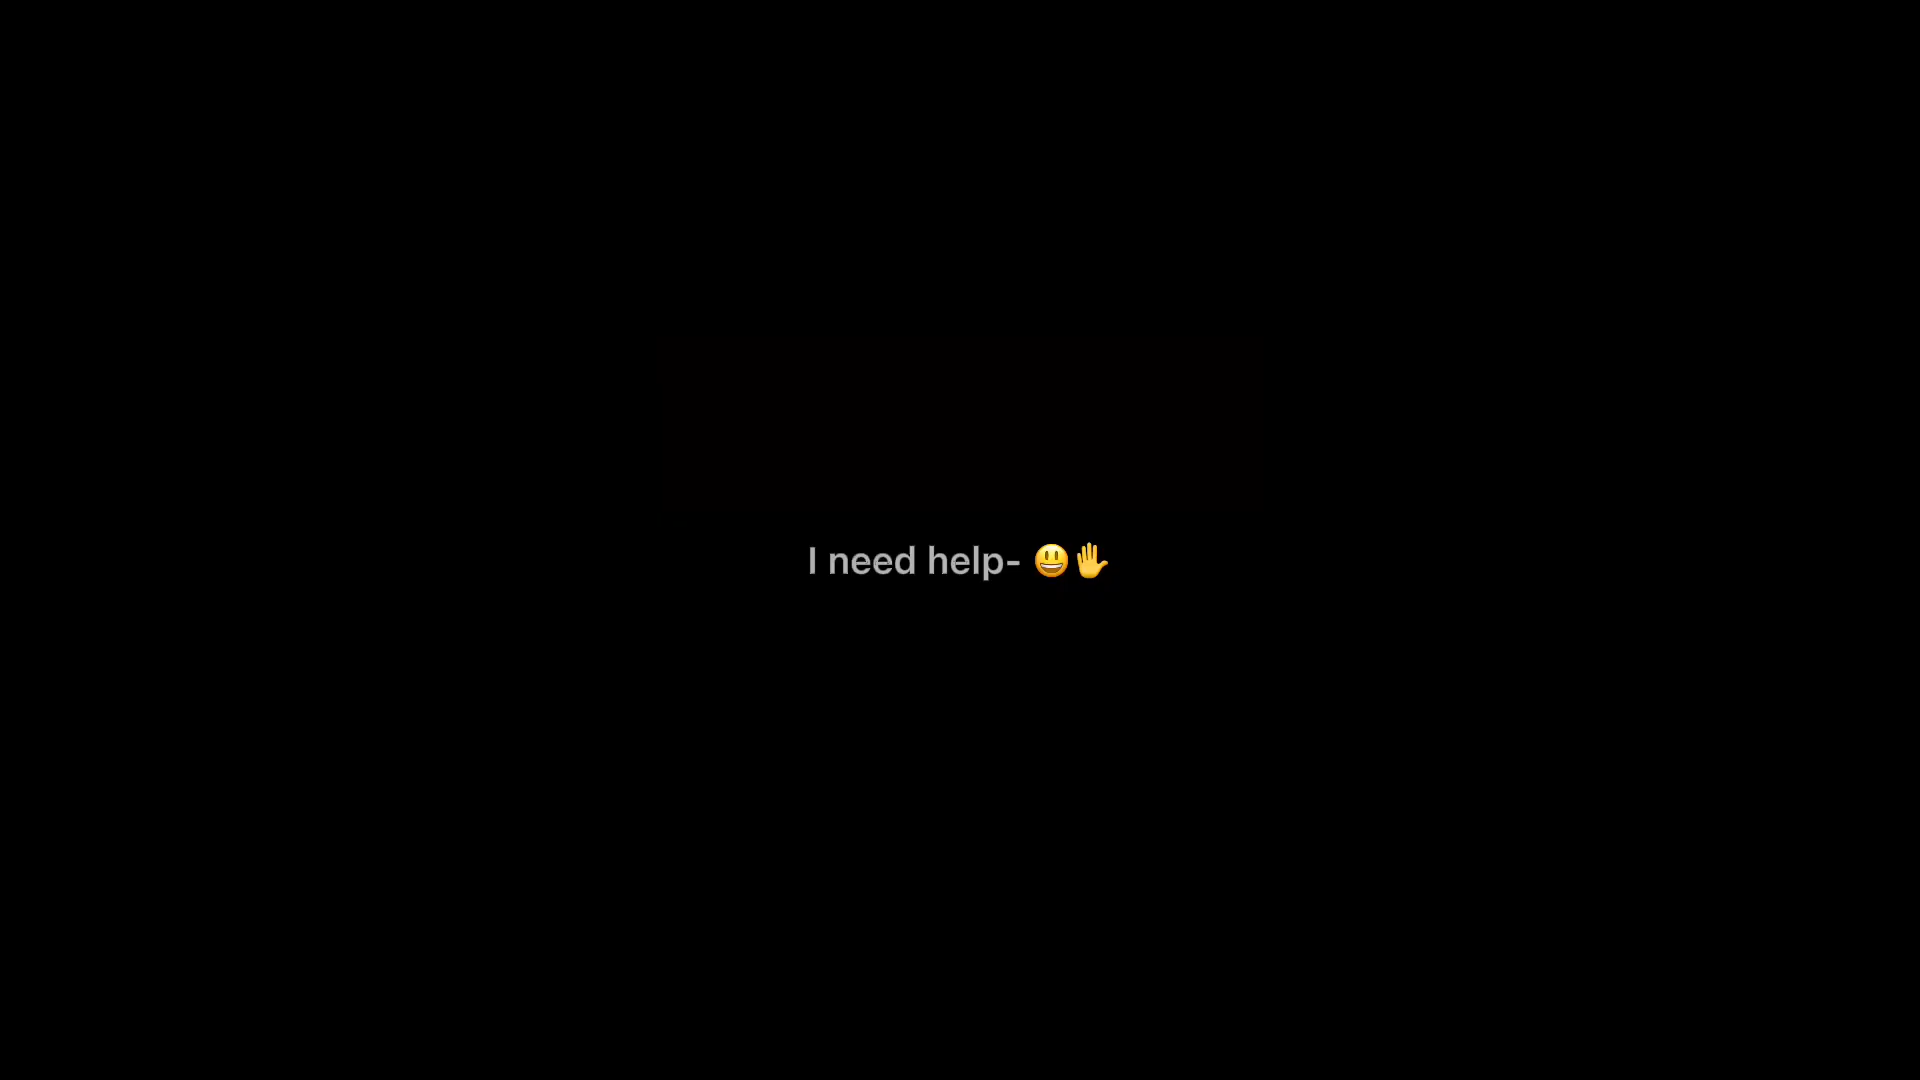 I need help- 😃✋